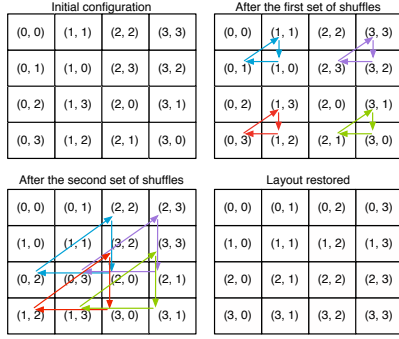 Initial configuration
(0, 0) (1, 1) (2, 2) (3, 3)
(0, 1) (1, 0) (2, 3) (3, 2)
(0, 2) (1, 3) (2, 0) (3, 1)
(0, 3) (1, 2) (2, 1) (3, 0)
After the first set of shuffles
(0, 0) (1, 1) (2, 2) (3, 3)
(0, 1) (1, 0) (2, 3) (3, 2)
(0, 2) (1, 3) (2, 0) (3, 1)
(0, 3) (1, 2) (2, 1) (3, 0)
After the second set of shuffles
(0, 0) (0, 1) (2, 2) (2, 3)
(1, 0) (1, 1) (3, 2) (3, 3)
(0, 2) (0, 3) (2, 0) (2, 1)
(1, 2) (1, 3) (3, 0) (3, 1)
Layout restored
(0, 0) (0, 1) (0, 2) (0, 3)
(1, 0) (1, 1) (1, 2) (1, 3)
(2, 0) (2, 1) (2, 2) (2, 3)
(3, 0) (3, 1) (3, 2) (3, 3)